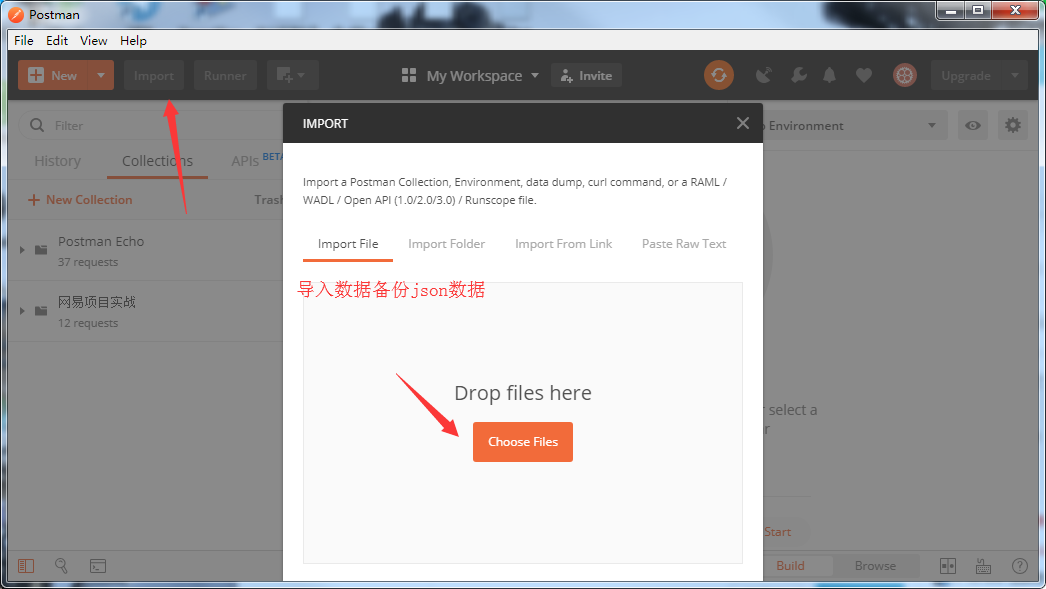 Postman
File Edit View Help
New Import Runner My Workspace Invite Upgrade
Filter
IMPORT
Environment
History Collections APIs BETA
Import a Postman Collection, Environment, data dump, curl command, or a RAML /
WADL / Open API (1.0/2.0/3.0) / Runscope file.
New Collection Trash
Import File Import Folder Import From Link Paste Raw Text
Postman Echo
37 requests
导入数据备份json数据
网易项目实战
12 requests
Drop files here
select a
Choose Files
Start
Build Browse